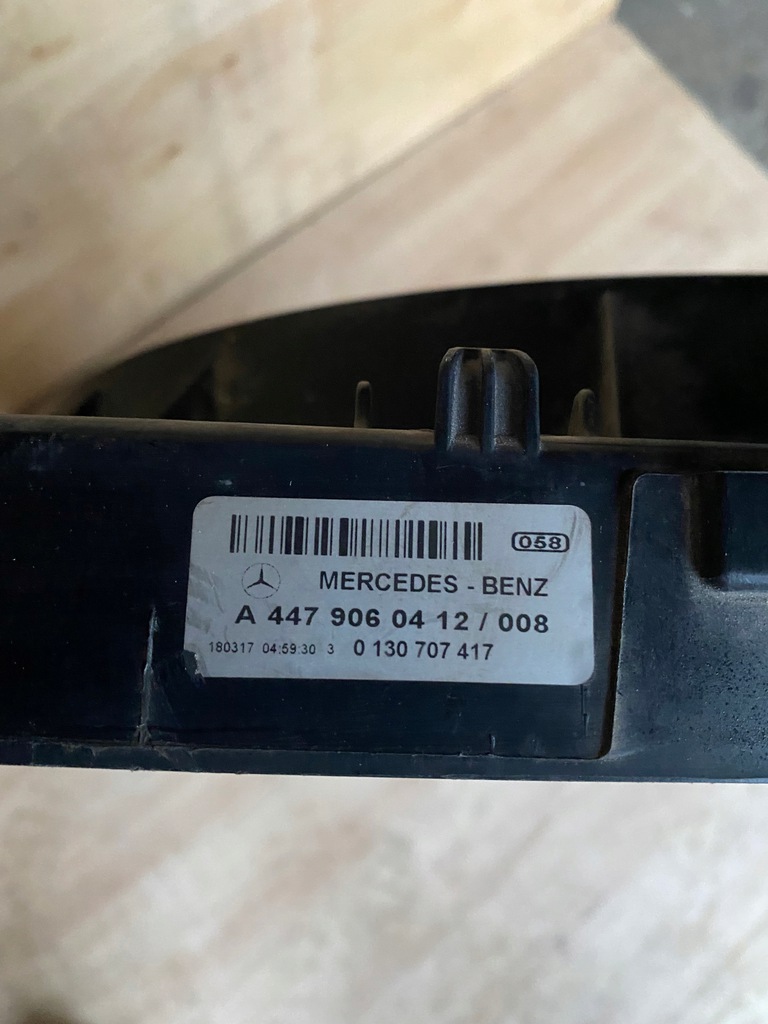 058
MERCEDES - BENZ
A 447 906 04 12 / 008
180317 04:59:30 3 0 130 707 417